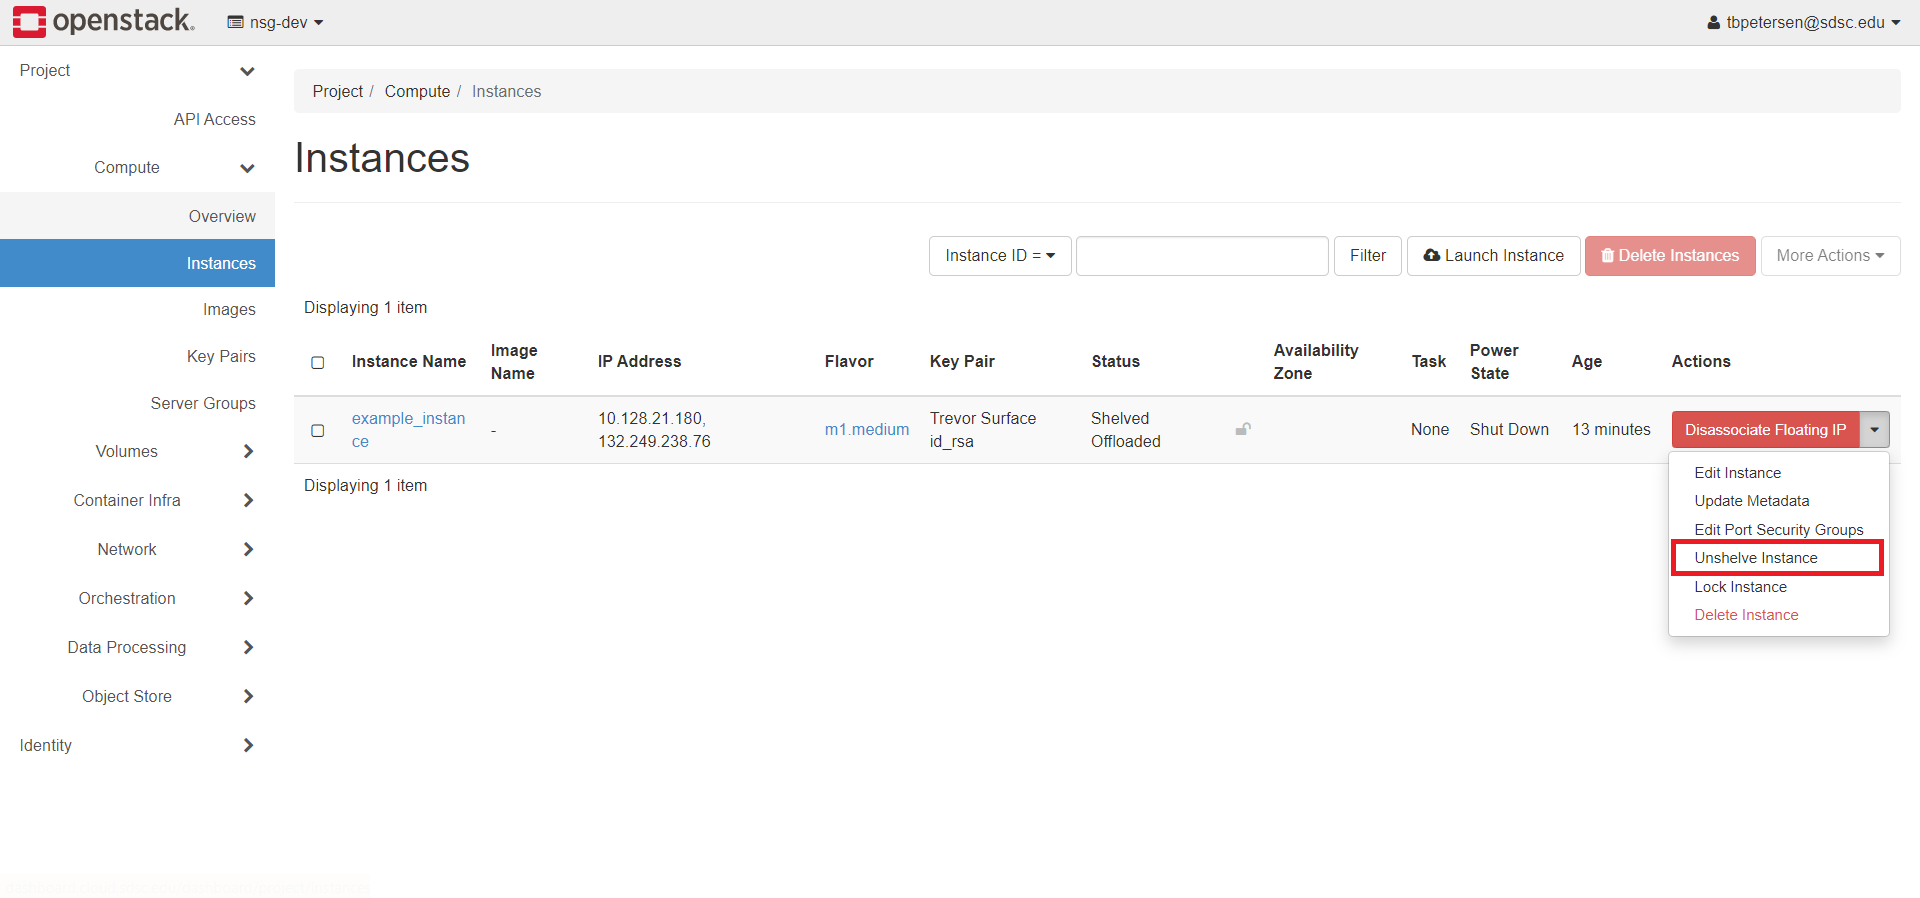 openstack.
nsg-dev
tbpetersen@sdsc.edu
Project
API Access
Compute
Overview
Instances
Images
Key Pairs
Server Groups
Volumes
Container Infra
Network
Orchestration
Data Processing
Object Store
Identity
Project / Compute / Instances
Instances
Instance ID =
Filter
Launch Instance
Delete Instances
More Actions
Displaying 1 item
Instance Name
Image
Name
IP Address
Flavor
Key Pair
Status
Availability
Zone
Task
Power
State
Age
Actions
example_instan
ce
-
10.128.21.180,
132.249.238.76
m1.medium
Trevor Surface
id_rsa
Shelved
Offloaded
None
Shut Down
13 minutes
Disassociate Floating IP
Edit Instance
Update Metadata
Edit Port Security Groups
Unshelve Instance
Lock Instance
Delete Instance
Displaying 1 item